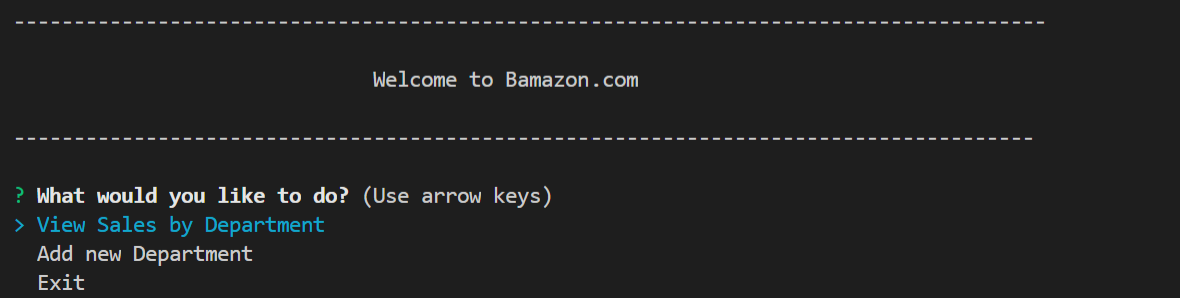 --------------------------------------------------------------------------------------
Welcome to Bamazon.com
-------------------------------------------------------------------------------------
? What would you like to do? (Use arrow keys)
> View Sales by Department
Add new Department
Exit